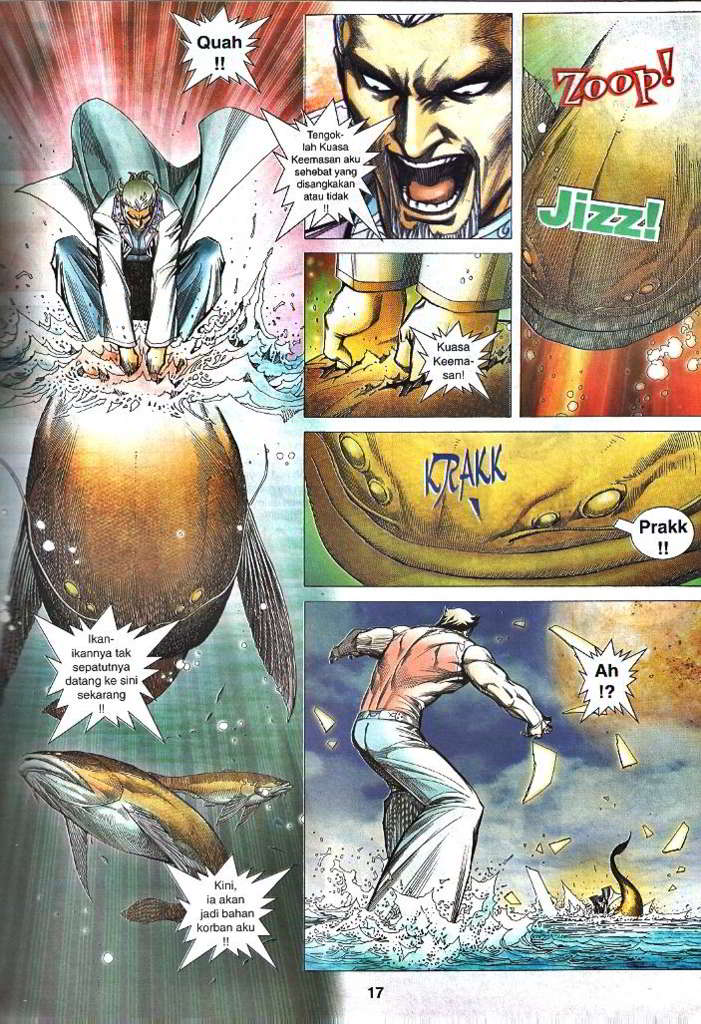 Quah
!!
Tengok-
lah Kuasa
Keemasan aku
sehebat yang
disangkakan
atau tidak
!!
Zoop!
Jizz!
Kuasa
Keema-
san!
KRAKK
Prakk
!!
Ikan-
ikannya tak
sepatutnya
datang ke sini
sekarang
!!
Kini,
ia akan
jadi bahan
korban aku
!!
Ah
!?
17